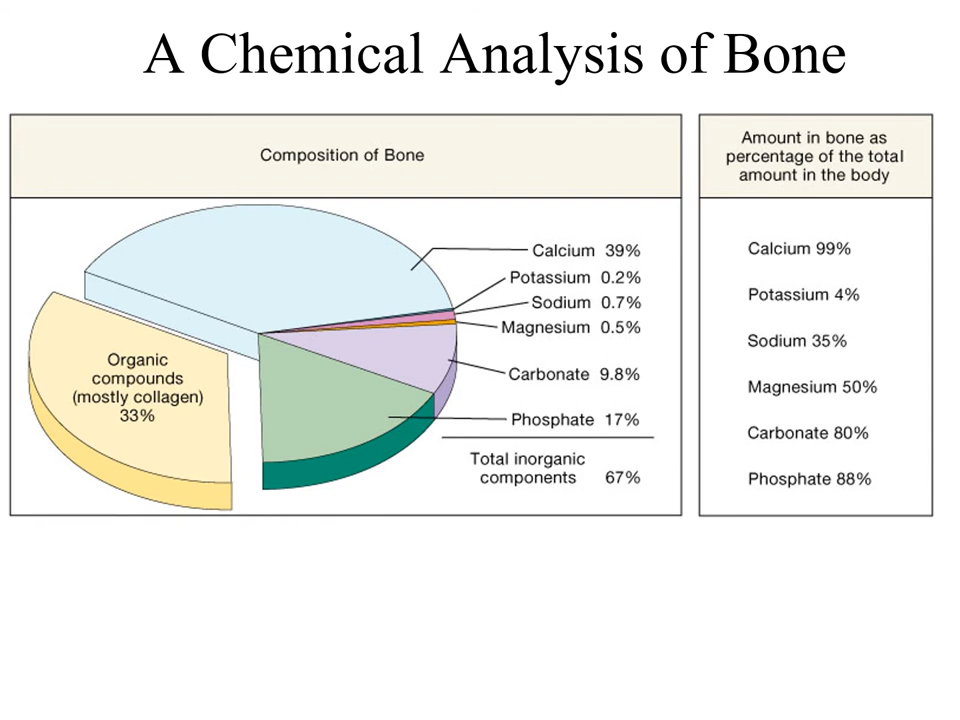 A Chemical Analysis of Bone
Composition of Bone
Calcium 39%
Potassium 0.2%
Sodium 0.7%
Magnesium 0.5%
Carbonate 9.8%
Phosphate 17%
Total inorganic
components 67%
Organic
compounds
(mostly collagen)
33%
Amount in bone as
percentage of the total
amount in the body
Calcium 99%
Potassium 4%
Sodium 35%
Magnesium 50%
Carbonate 80%
Phosphate 88%